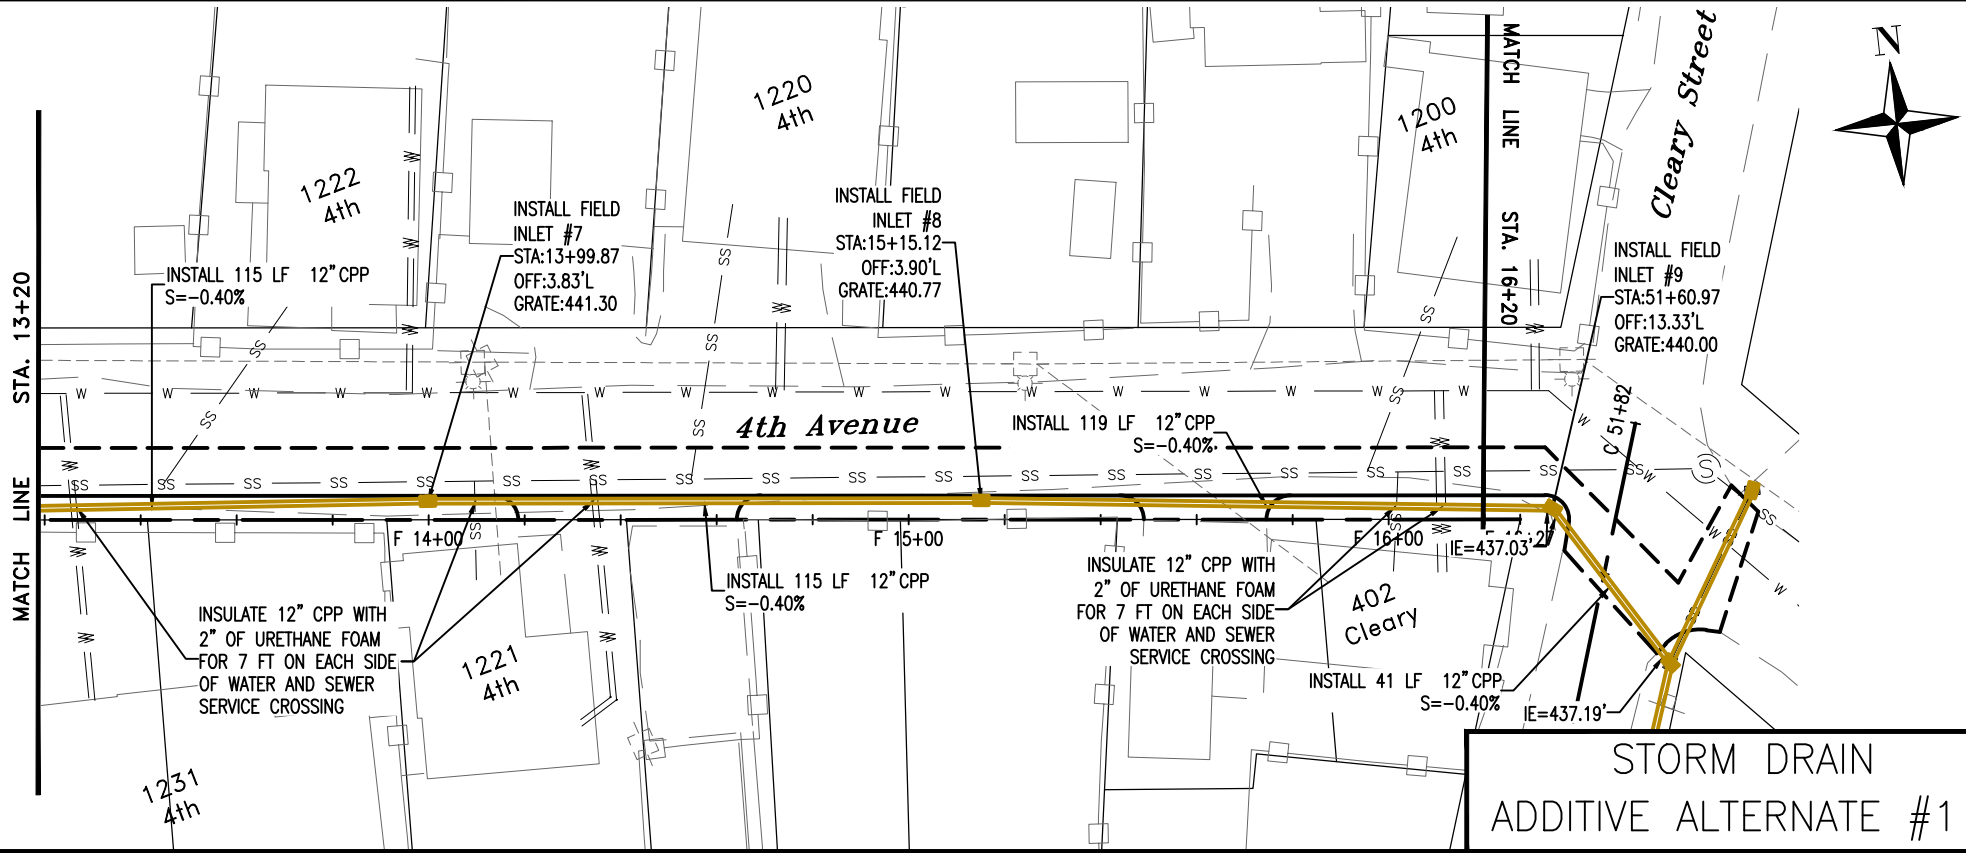 N
Cleary Street
MATCH LINE STA. 16+20
1220
4th
1200
4th
1222
4th
INSTALL FIELD
INLET #7
STA:13+99.87
OFF:3.83'L
GRATE:441.30
INSTALL FIELD
INLET #8
STA:15+15.12
OFF:3.90'L
GRATE:440.77
INSTALL FIELD
INLET #9
STA:51+60.97
OFF:13.33'L
GRATE:440.00
INSTALL 115 LF 12"CPP
S=-0.40%
MATCH LINE STA. 13+20
4th Avenue
INSTALL 119 LF 12"CPP
S=-0.40%
C 51+82
F 14+00
F 15+00
F 16+00
IE=437.03'
INSTALL 115 LF 12"CPP
S=-0.40%
INSULATE 12" CPP WITH
2" OF URETHANE FOAM
FOR 7 FT ON EACH SIDE
OF WATER AND SEWER
SERVICE CROSSING
INSULATE 12" CPP WITH
2" OF URETHANE FOAM
FOR 7 FT ON EACH SIDE
OF WATER AND SEWER
SERVICE CROSSING
402
Cleary
1221
4th
INSTALL 41 LF 12"CPP
S=-0.40%
IE=437.19'
1231
4th
STORM DRAIN
ADDITIVE ALTERNATE #1